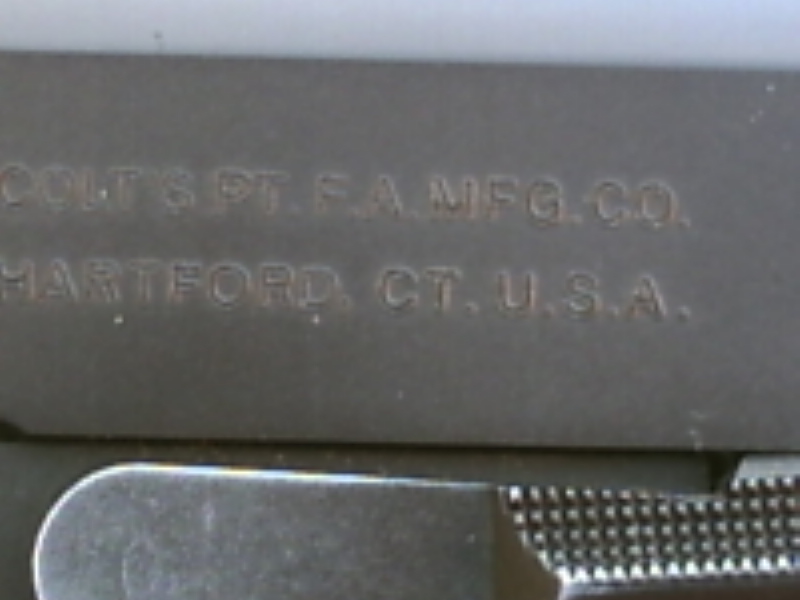 COLT'S PT. F.A. MFG. CO.
HARTFORD. CT. U.S.A.